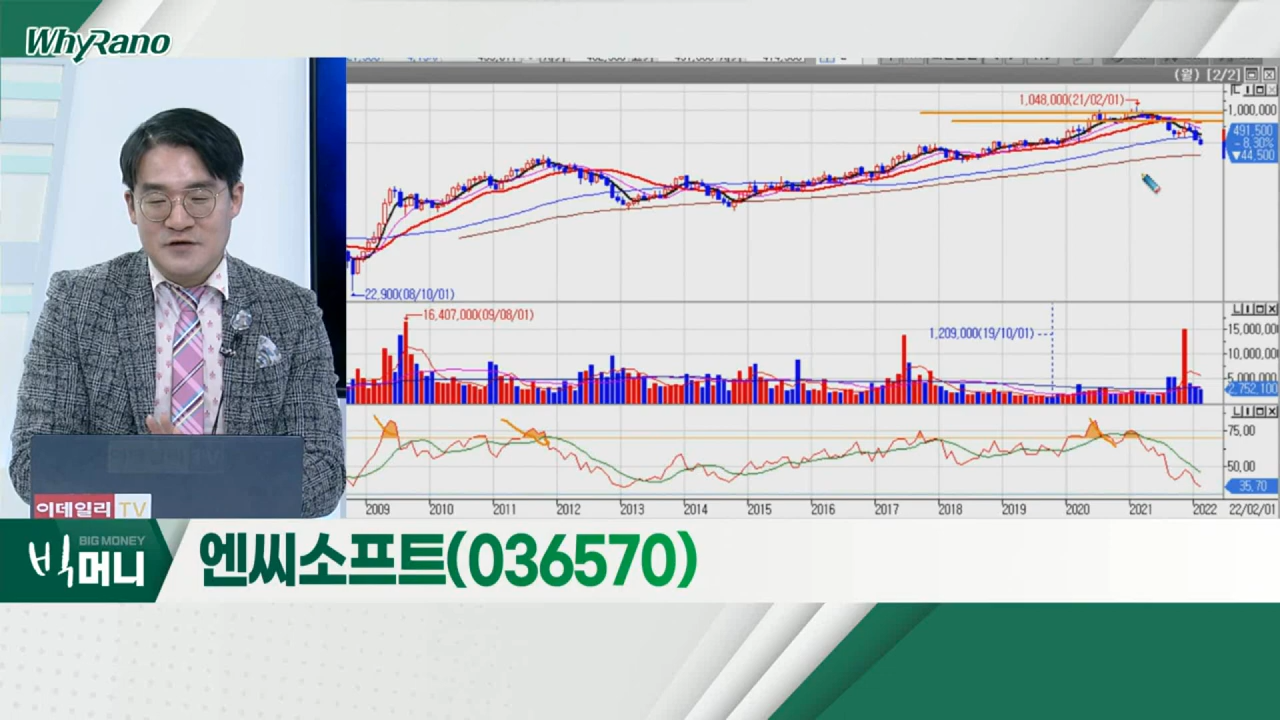 WhyRano
(월) [2/2]
1,048,000(21/02/01)
1,000,000
491,500
- 8,30%
▼44,500
22,900(08/10/01)
16,407,000(09/08/01)
1,209,000(19/10/01)
15,000,000
10,000,000
5,000,000
2,752,100
75,00
50,00
35,70
2009 2010 2011 2012 2013 2014 2015 2016 2017 2018 2019 2020 2021 2022 22/02/01
이데일리 TV
BIG MONEY
빅머니
엔씨소프트(036570)